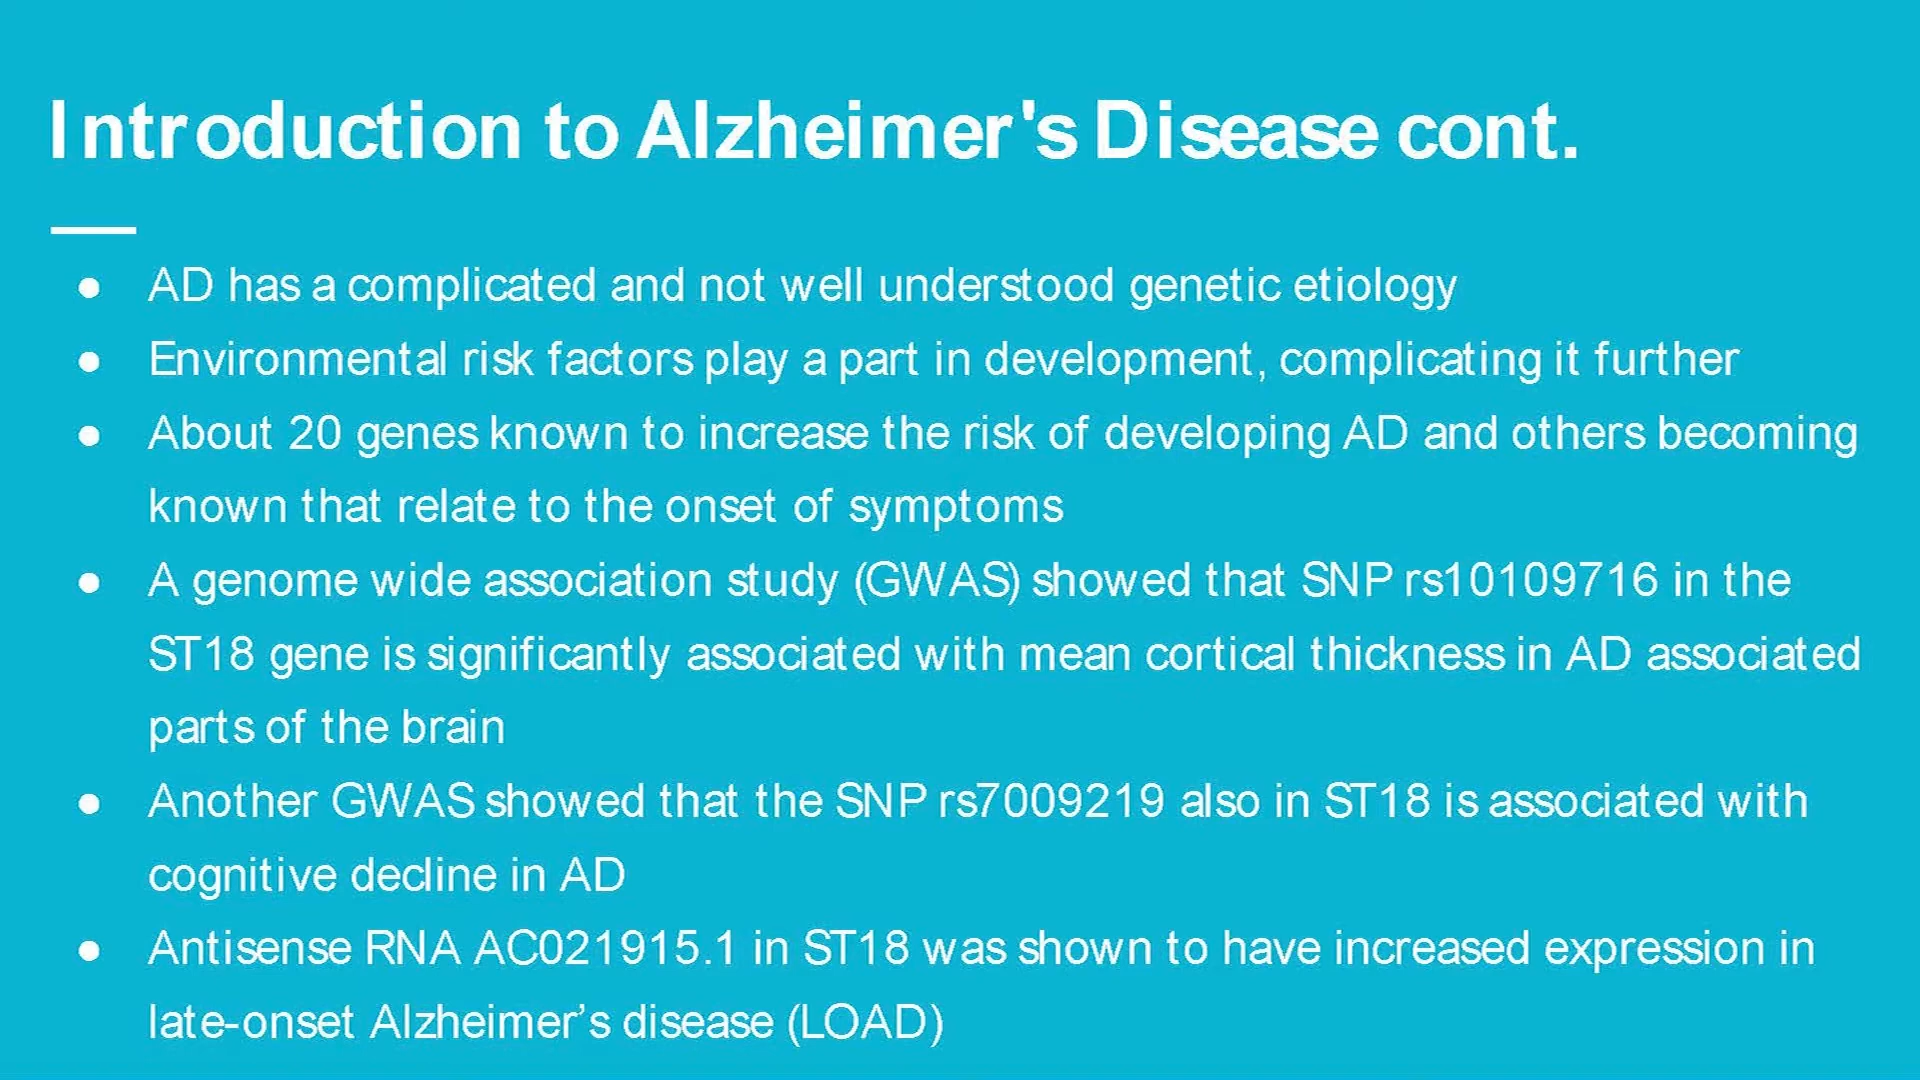 Introduction to Alzheimer's Disease cont.
● AD has a complicated and not well understood genetic etiology
● Environmental risk factors play a part in development, complicating it further
● About 20 genes known to increase the risk of developing AD and others becoming
known that relate to the onset of symptoms
● A genome wide association study (GWAS) showed that SNP rs10109716 in the
ST18 gene is significantly associated with mean cortical thickness in AD associated
parts of the brain
● Another GWAS showed that the SNP rs7009219 also in ST18 is associated with
cognitive decline in AD
● Antisense RNA AC021915.1 in ST18 was shown to have increased expression in
late-onset Alzheimer’s disease (LOAD)